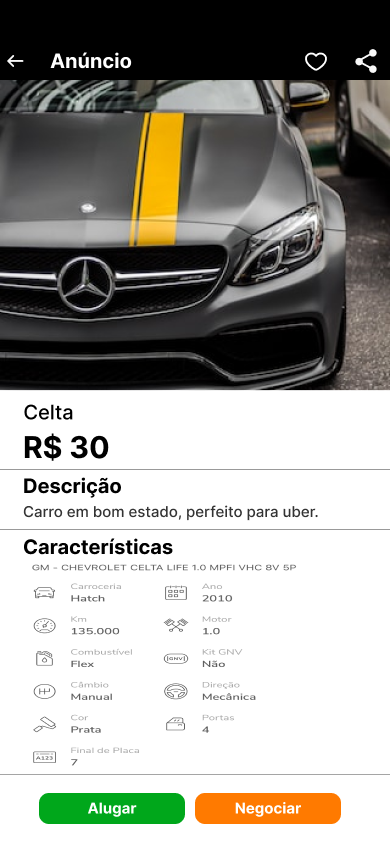 Anúncio
Celta
R$ 30
Descrição
Carro em bom estado, perfeito para uber.
Características
GM - CHEVROLET CELTA LIFE 1.0 MPFI VHC 8V 5P
Carroceria Ano
Hatch 2010
Km Motor
135.000 1.0
Combustível Kit GNV
Flex GNV Não
Câmbio Direção
Manual Mecânica
Cor Portas
Prata 4
Final de Placa
A123 7
Alugar Negociar